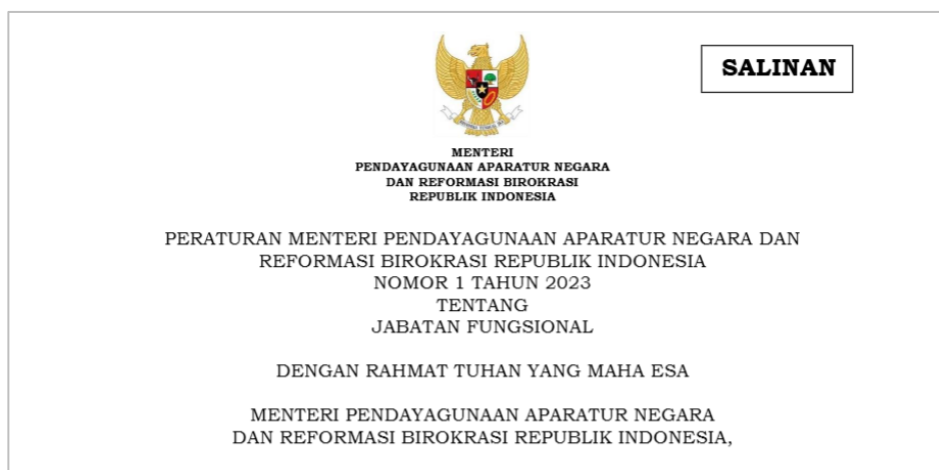 SALINAN
MENTERI
PENDAYAGUNAAN APARATUR NEGARA
DAN REFORMASI BIROKRASI
REPUBLIK INDONESIA
PERATURAN MENTERI PENDAYAGUNAAN APARATUR NEGARA DAN
REFORMASI BIROKRASI REPUBLIK INDONESIA
NOMOR 1 TAHUN 2023
TENTANG
JABATAN FUNGSIONAL
DENGAN RAHMAT TUHAN YANG MAHA ESA
MENTERI PENDAYAGUNAAN APARATUR NEGARA
DAN REFORMASI BIROKRASI REPUBLIK INDONESIA,